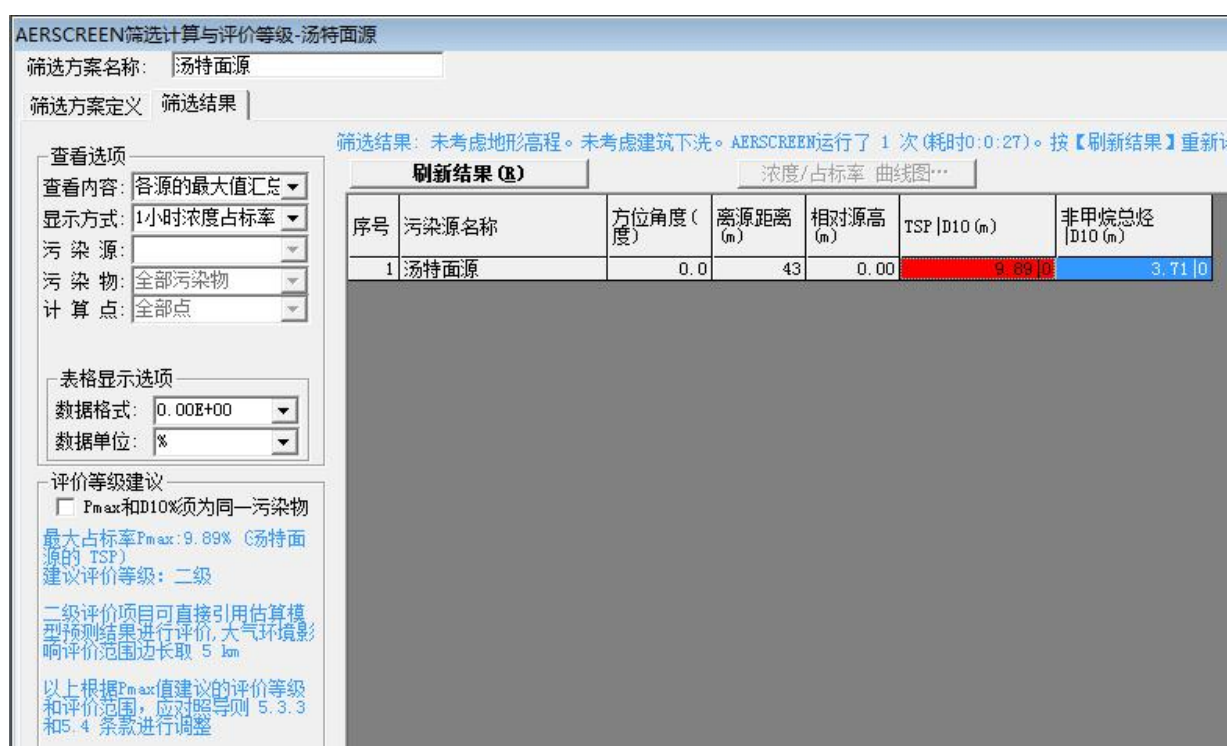 AERSCREEN筛选计算与评价等级-汤特面源
筛选方案名称: 汤特面源
筛选方案定义 筛选结果
筛选结果: 未考虑地形高程。未考虑建筑下洗。AERSCREEN运行了 1 次(耗时0:0:27)。按【刷新结果】重新
刷新结果(R) 浓度/占标率 曲线图…
查看选项
查看内容: 各源的最大值汇总
显示方式: 1小时浓度占标率
污 染 源:
污 染 物: 全部污染物
计 算 点: 全部点
序号 污染源名称 方位角度(度) 离源距离(m) 相对源高(m) TSP|D10(m) 非甲烷总烃|D10(m)
1 汤特面源 0.0 43 0.00 9.89|0 3.71|0
表格显示选项
数据格式: 0.00E+00
数据单位: %
评价等级建议
Pmax和D10%须为同一污染物
最大占标率Pmax:9.89% (汤特面
源的 TSP)
建议评价等级: 二级
二级评价项目可直接引用估算模
型预测结果进行评价,大气环境影
响评价范围边长取 5 km
以上根据Pmax值建议的评价等级
和评价范围, 应对照导则 5.3.3
和5.4 条款进行调整